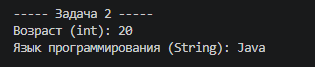 ----- Задача 2 -----
Возраст (int): 20
Язык программирования (String): Java